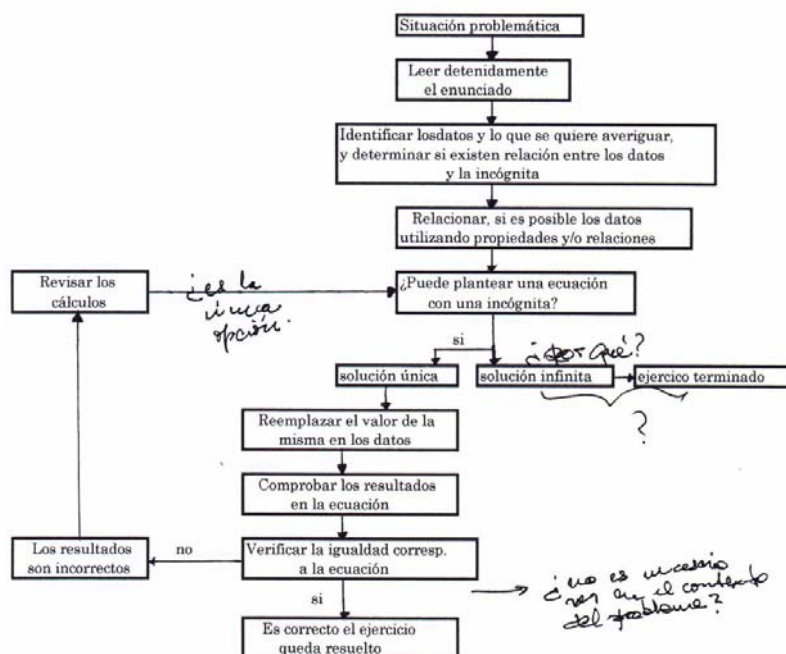 Situación problemática
Leer detenidamente
el enunciado
Identificar losdatos y lo que se quiere averiguar,
y determinar si existen relación entre los datos
y la incógnita
Relacionar, si es posible los datos
utilizando propiedades y/o relaciones
Revisar los
cálculos
¿es la
única
opción.
¿Puede plantear una ecuación
con una incógnita?
si
¿Por qué?
solución única
solución infinita
ejercico terminado
?
Reemplazar el valor de la
misma en los datos
Comprobar los resultados
en la ecuación
Los resultados
son incorrectos
no
Verificar la igualdad corresp.
a la ecuación
si
¿no es necesario
ver en el contexto
del problema?
Es correcto el ejercicio
queda resuelto